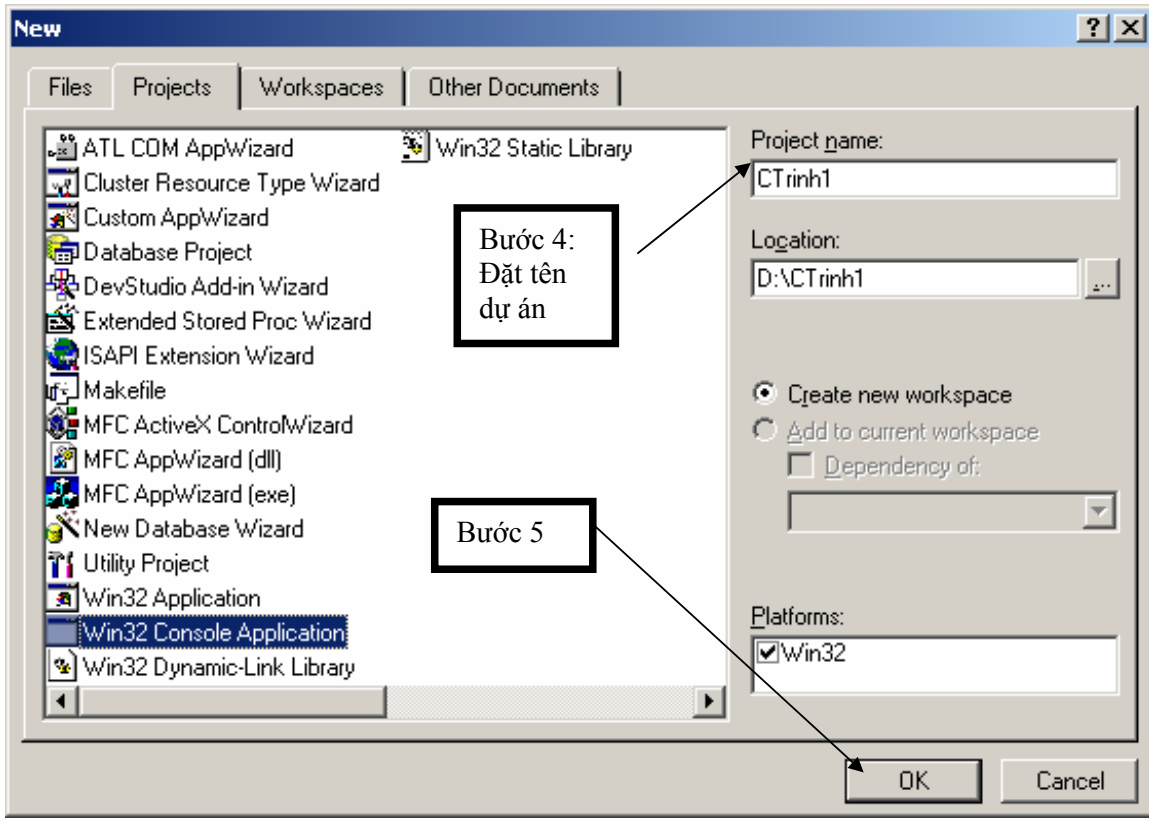 New
Files
Projects
Workspaces
Other Documents
ATL COM AppWizard
Cluster Resource Type Wizard
Custom AppWizard
Database Project
DevStudio Add-in Wizard
Extended Stored Proc Wizard
ISAPI Extension Wizard
Makefile
MFC ActiveX ControlWizard
MFC AppWizard (dll)
MFC AppWizard (exe)
New Database Wizard
Utility Project
Win32 Application
Win32 Console Application
Win32 Dynamic-Link Library
Win32 Static Library
Bước 4:
Đặt tên
dự án
Bước 5
Project name:
CTrinh1
Location:
D:\CTrinh1
...
Create new workspace
Add to current workspace
Dependency of:
Platforms:
Win32
OK
Cancel